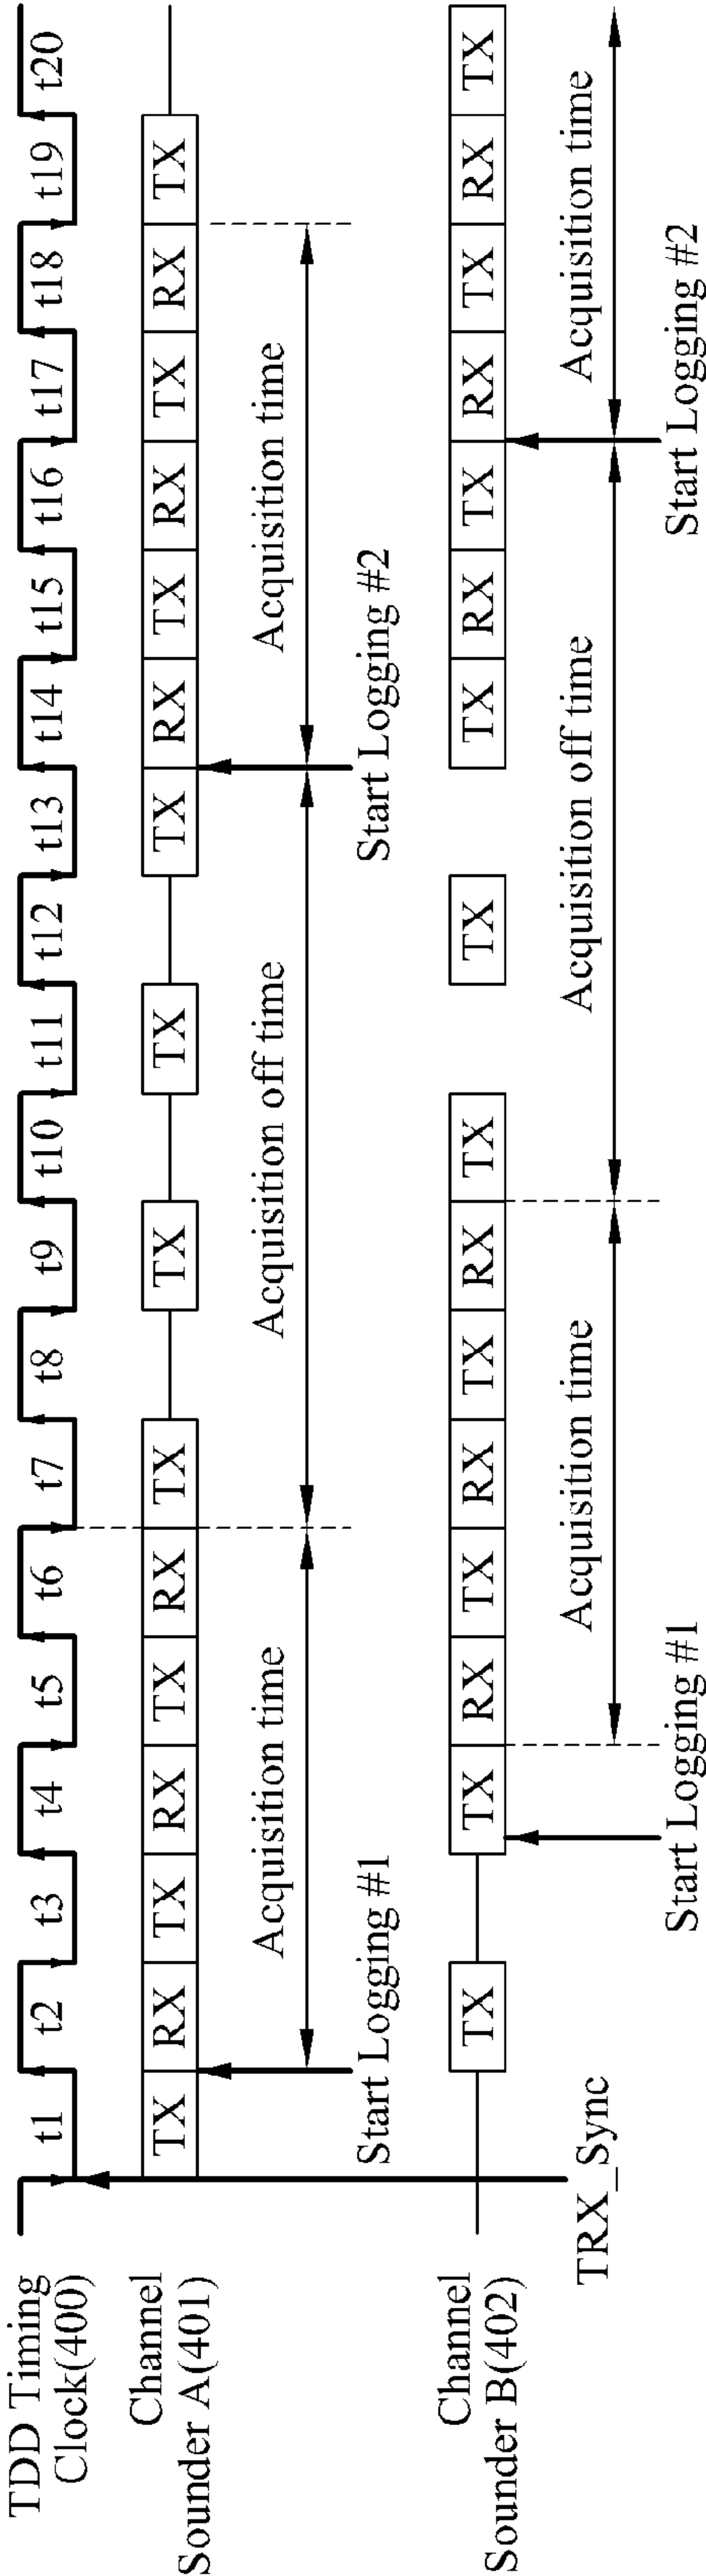 TDD Timing
Clock(400)
t1 t2 t3 t4 t5 t6 t7 t8 t9 t10 t11 t12 t13 t14 t15 t16 t17 t18 t19 t20
Channel
Sounder A(401)
TX RX TX RX TX RX TX TX TX TX RX TX RX TX RX TX
Acquisition time Acquisition off time Acquisition time
Start Logging #1 Start Logging #2
Channel
Sounder B(402)
TX TX RX TX RX TX RX TX TX TX RX TX RX TX RX TX
Acquisition time Acquisition off time Acquisition time
TRX_Sync
Start Logging #1 Start Logging #2